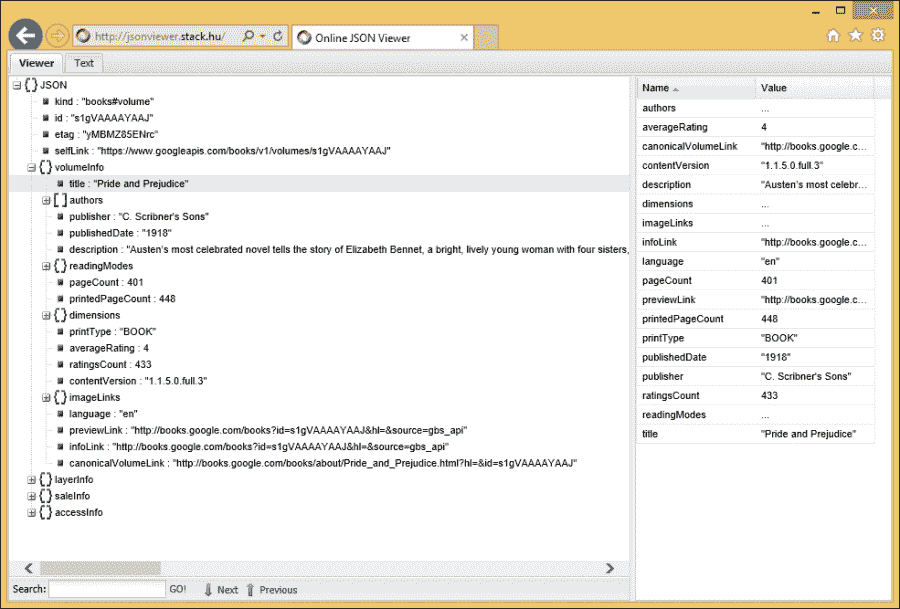 http://jsonviewer.stack.hu/
Online JSON Viewer
Viewer Text
{} JSON
kind : "books#volume"
id : "s1gVAAAAYAAJ"
etag : "yMBMZ85ENrc"
selfLink : "https://www.googleapis.com/books/v1/volumes/s1gVAAAAYAAJ"
{} volumeInfo
title : "Pride and Prejudice"
[] authors
publisher : "C. Scribner's Sons"
publishedDate : "1918"
description : "Austen's most celebrated novel tells the story of Elizabeth Bennet, a bright, lively young woman with four sisters,
{} readingModes
pageCount : 401
printedPageCount : 448
{} dimensions
printType : "BOOK"
averageRating : 4
ratingsCount : 433
contentVersion : "1.1.5.0.full.3"
{} imageLinks
language : "en"
previewLink : "http://books.google.com/books?id=s1gVAAAAYAAJ&hl=&source=gbs_api"
infoLink : "http://books.google.com/books?id=s1gVAAAAYAAJ&hl=&source=gbs_api"
canonicalVolumeLink : "http://books.google.com/books/about/Pride_and_Prejudice.html?hl=&id=s1gVAAAAYAAJ"
{} layerInfo
{} saleInfo
{} accessInfo
Name Value
authors ...
averageRating 4
canonicalVolumeLink "http://books.google.c...
contentVersion "1.1.5.0.full.3"
description "Austen's most celebr...
dimensions ...
imageLinks ...
infoLink "http://books.google.c...
language "en"
pageCount 401
previewLink "http://books.google.c...
printedPageCount 448
printType "BOOK"
publishedDate "1918"
publisher "C. Scribner's Sons"
ratingsCount 433
readingModes ...
title "Pride and Prejudice"
Search: GO! Next Previous